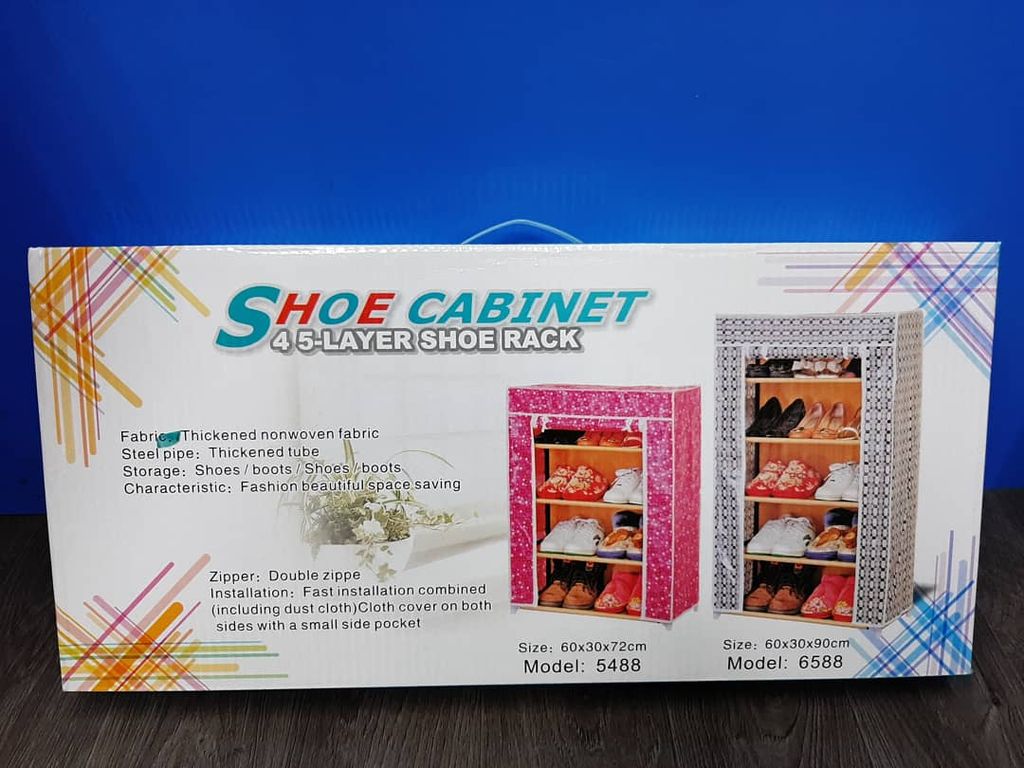 SHOE CABINET
4 5-LAYER SHOE RACK
Fabric: Thickened nonwoven fabric
Steel pipe: Thickened tube
Storage: Shoes / boots / Shoes / boots
Characteristic: Fashion beautiful space saving
Zipper: Double zippe
Installation: Fast installation combined
(including dust cloth)Cloth cover on both
sides with a small side pocket
Size: 60x30x72cm
Model: 5488
Size: 60x30x90cm
Model: 6588